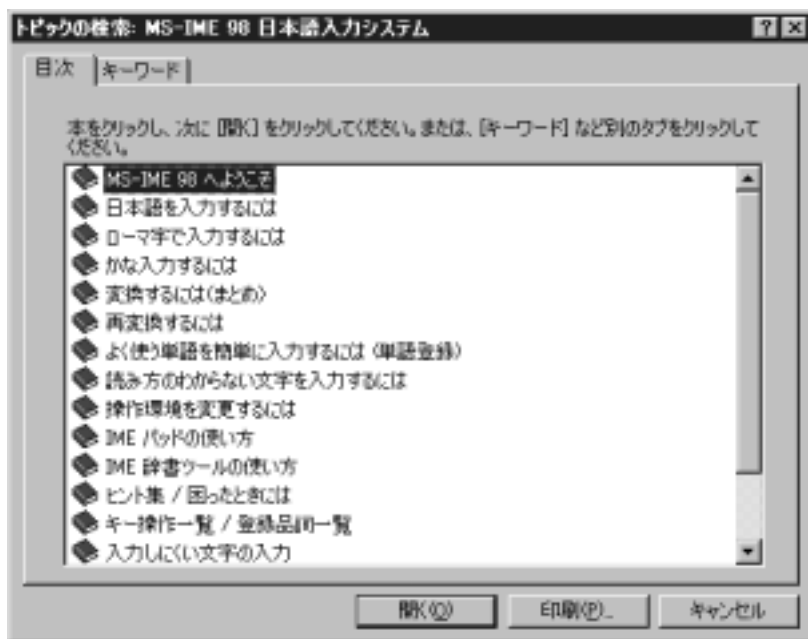 トピックの検索: MS-IME 98 日本語入力システム
目次 キーワード
本をクリックし、次に [開く] をクリックしてください。または、[キーワード] など別のタブをクリックして
ください。
MS-IME 98 へようこそ
日本語を入力するには
ローマ字で入力するには
かな入力するには
変換するには(まとめ)
再変換するには
よく使う単語を簡単に入力するには (単語登録)
読み方のわからない文字を入力するには
操作環境を変更するには
IME パッドの使い方
IME 辞書ツールの使い方
ヒント集 / 困ったときには
キー操作一覧 / 登録品詞一覧
入力しにくい文字の入力
開く(O) 印刷(P)... キャンセル